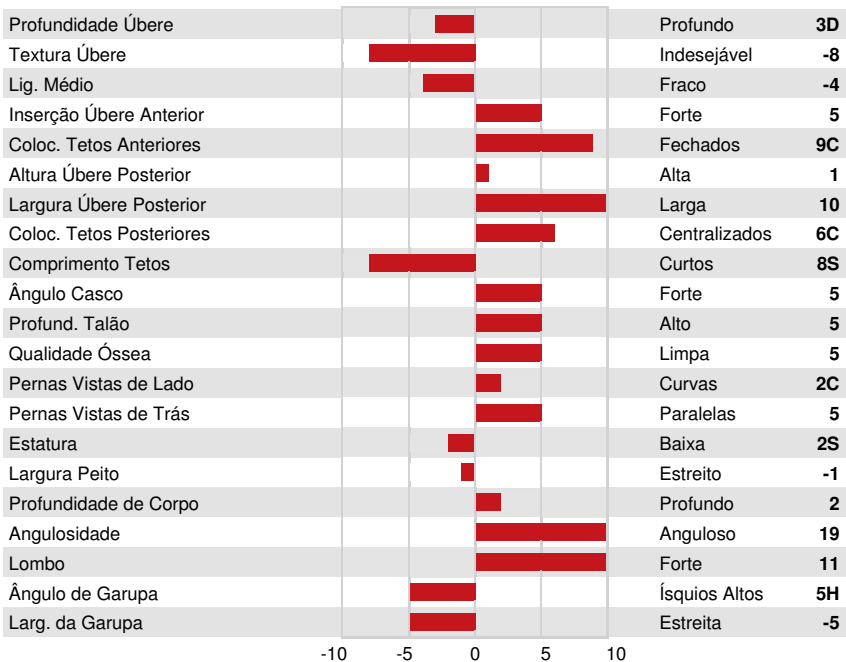 Profundidade Úbere Profundo 3D
Textura Úbere Indesejável -8
Lig. Médio Fraco -4
Inserção Úbere Anterior Forte 5
Coloc. Tetos Anteriores Fechados 9C
Altura Úbere Posterior Alta 1
Largura Úbere Posterior Larga 10
Coloc. Tetos Posteriores Centralizados 6C
Comprimento Tetos Curtos 8S
Ângulo Casco Forte 5
Profund. Talão Alto 5
Qualidade Óssea Limpa 5
Pernas Vistas de Lado Curvas 2C
Pernas Vistas de Trás Paralelas 5
Estatura Baixa 2S
Largura Peito Estreito -1
Profundidade de Corpo Profundo 2
Angulosidade Anguloso 19
Lombo Forte 11
Ângulo de Garupa Ísquios Altos 5H
Larg. da Garupa Estreita -5
-10 -5 0 5 10